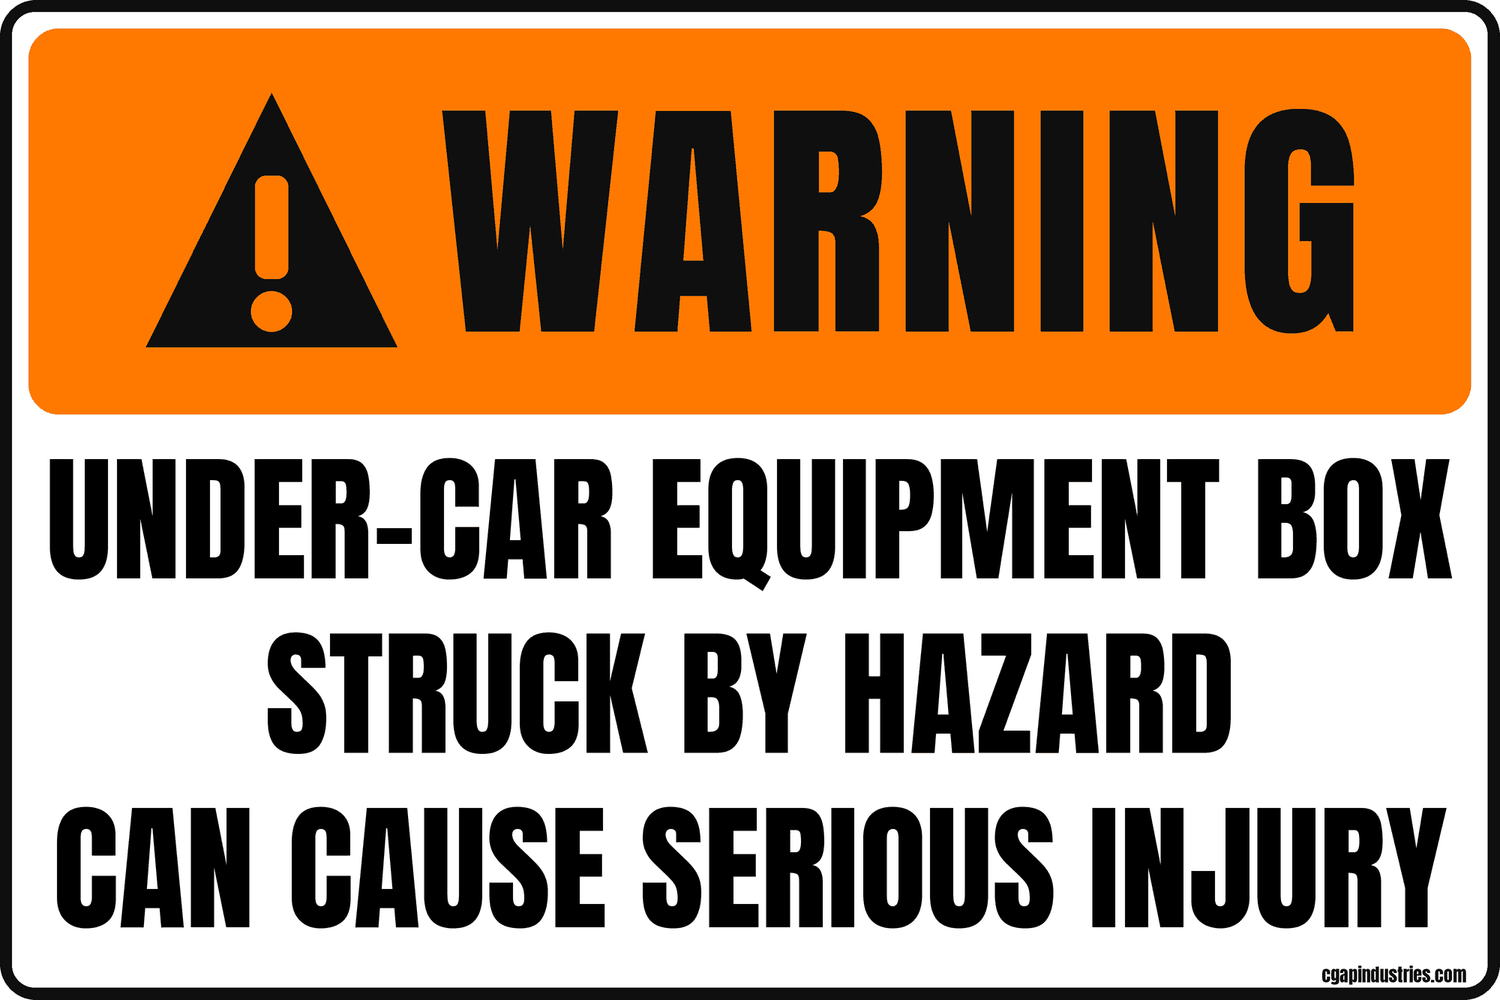 WARNING
UNDER-CAR EQUIPMENT BOX
STRUCK BY HAZARD
CAN CAUSE SERIOUS INJURY
cgapindustries.com